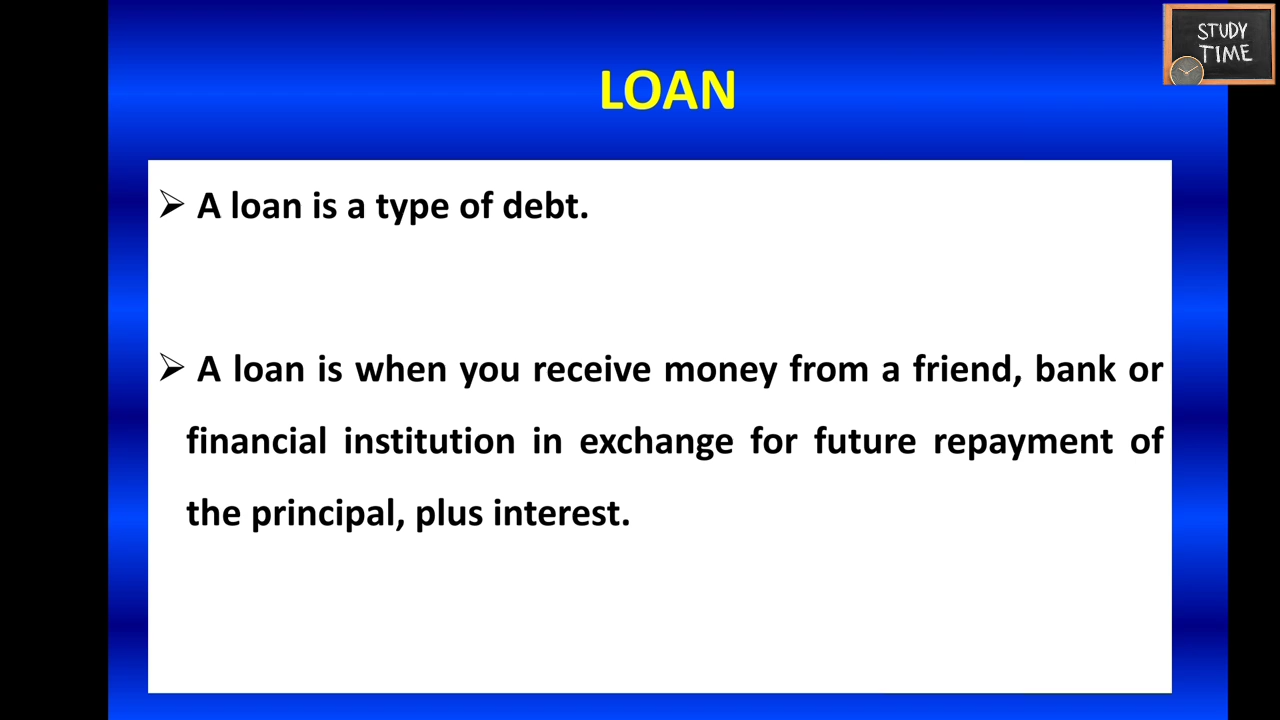 STUDY
TIME
LOAN
➢ A loan is a type of debt.
➢ A loan is when you receive money from a friend, bank or
financial institution in exchange for future repayment of
the principal, plus interest.